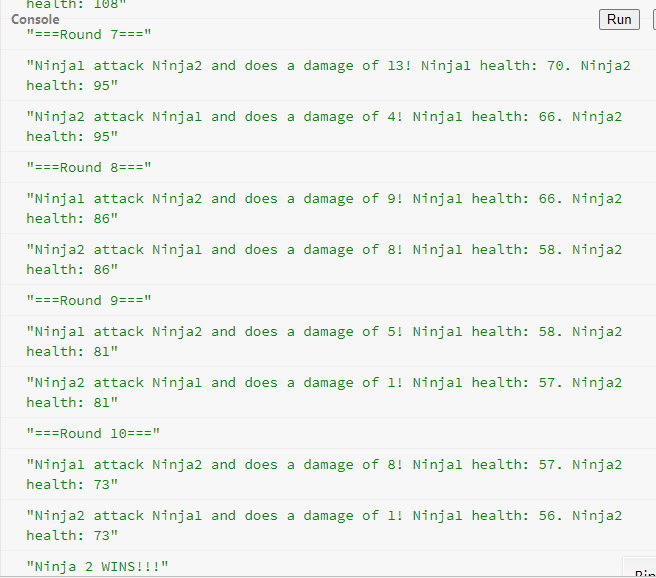 health: 108"
Console
Run
"===Round 7==="
"Ninja1 attack Ninja2 and does a damage of 13! Ninja1 health: 70. Ninja2
health: 95"
"Ninja2 attack Ninja1 and does a damage of 4! Ninja1 health: 66. Ninja2
health: 95"
"===Round 8==="
"Ninja1 attack Ninja2 and does a damage of 9! Ninja1 health: 66. Ninja2
health: 86"
"Ninja2 attack Ninja1 and does a damage of 8! Ninja1 health: 58. Ninja2
health: 86"
"===Round 9==="
"Ninja1 attack Ninja2 and does a damage of 5! Ninja1 health: 58. Ninja2
health: 81"
"Ninja2 attack Ninja1 and does a damage of 1! Ninja1 health: 57. Ninja2
health: 81"
"===Round 10==="
"Ninja1 attack Ninja2 and does a damage of 8! Ninja1 health: 57. Ninja2
health: 73"
"Ninja2 attack Ninja1 and does a damage of 1! Ninja1 health: 56. Ninja2
health: 73"
"Ninja 2 WINS!!!"